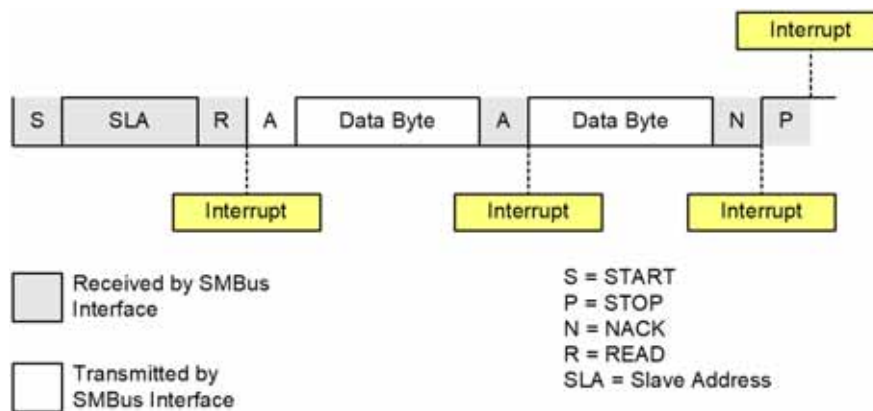 Interrupt
S SLA R A Data Byte A Data Byte N P
Interrupt Interrupt Interrupt
Received by SMBus
Interface
Transmitted by
SMBus Interface
S = START
P = STOP
N = NACK
R = READ
SLA = Slave Address